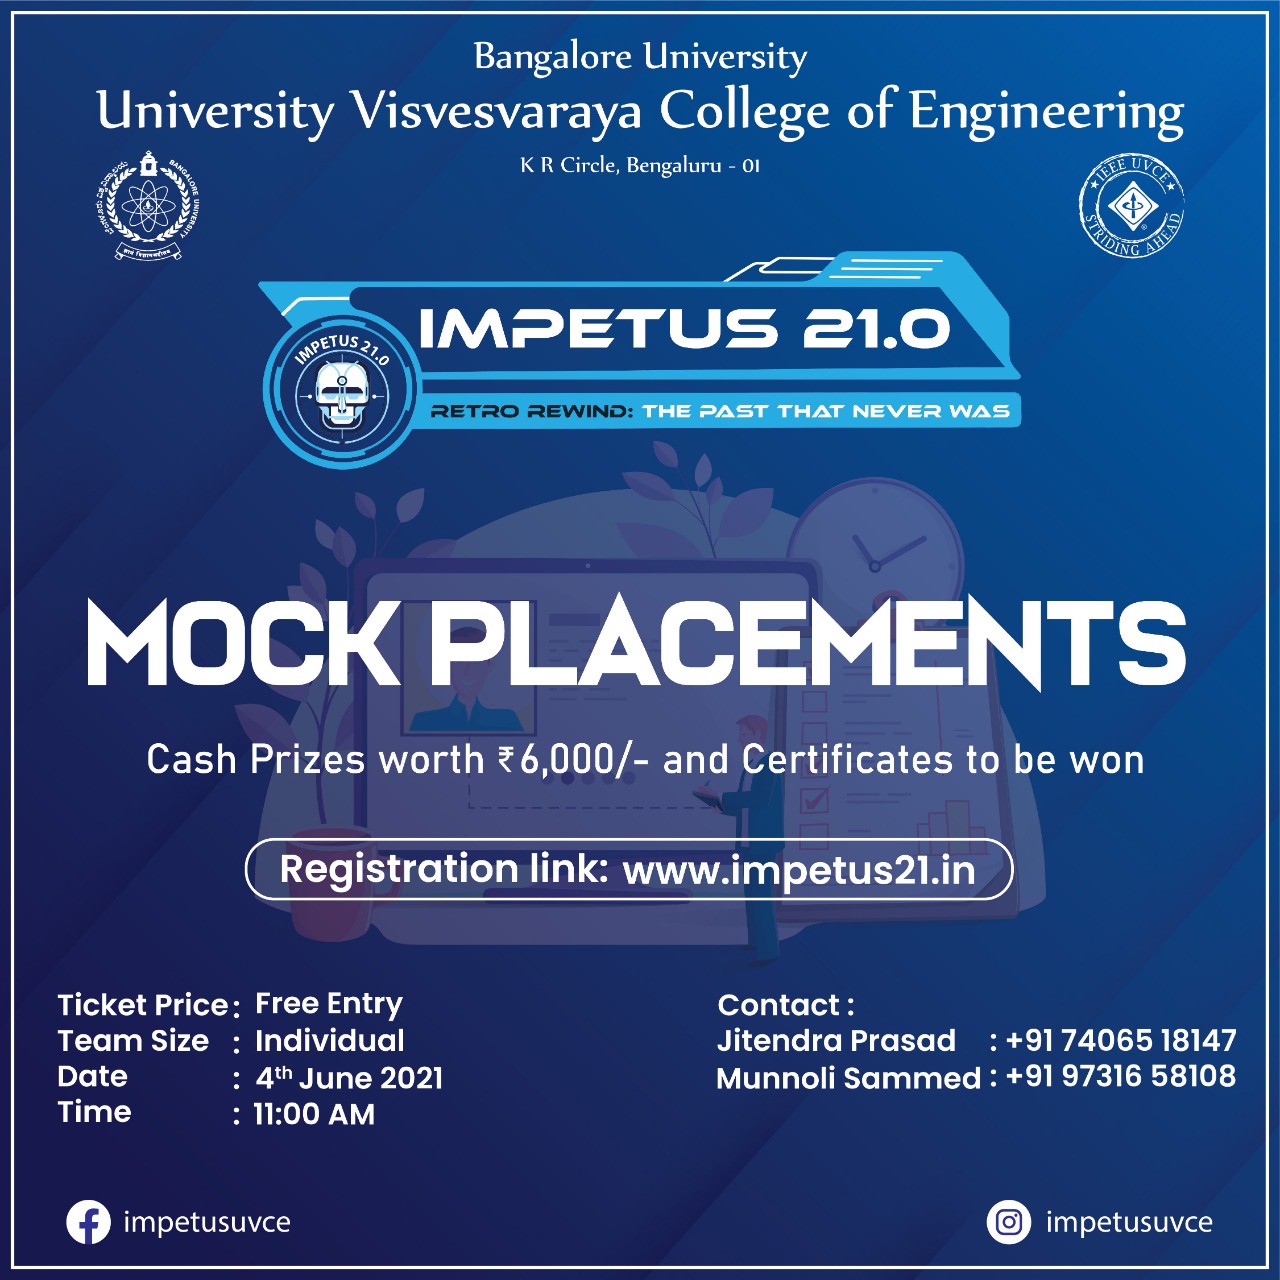 Bangalore University
University Visvesvaraya College of Engineering
K R Circle, Bengaluru - 01
BANGALORE UNIVERSITY
IEEE UVCE
STRIDING AHEAD
IMPETUS 21.0
IMPETUS 21.0
RETRO REWIND: THE PAST THAT NEVER WAS
MOCK PLACEMENTS
Cash Prizes worth ₹6,000/- and Certificates to be won
Registration link: www.impetus21.in
Ticket Price : Free Entry
Team Size : Individual
Date : 4th June 2021
Time : 11:00 AM
Contact :
Jitendra Prasad : +91 74065 18147
Munnoli Sammed : +91 97316 58108
impetusuvce
impetusuvce